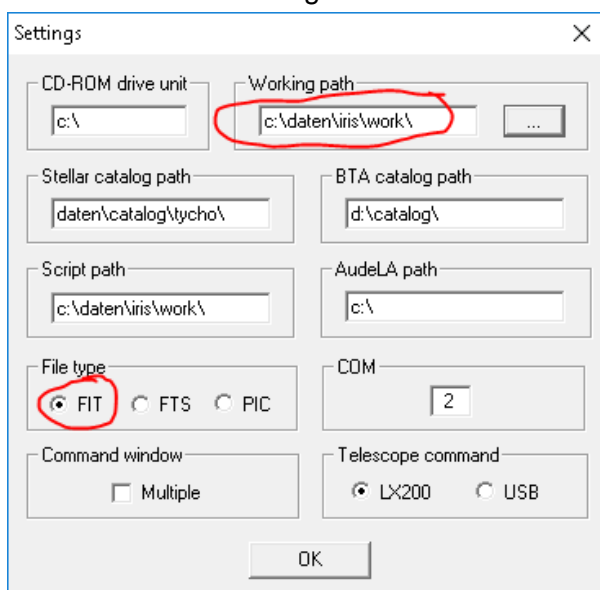 Settings
CD-ROM drive unit
Working path
c:\
c:\daten\iris\work\
...
Stellar catalog path
BTA catalog path
daten\catalog\tycho\
d:\catalog\
Script path
AudeLA path
c:\daten\iris\work\
c:\
File type
COM
FIT
FTS
PIC
2
Command window
Telescope command
Multiple
LX200
USB
OK